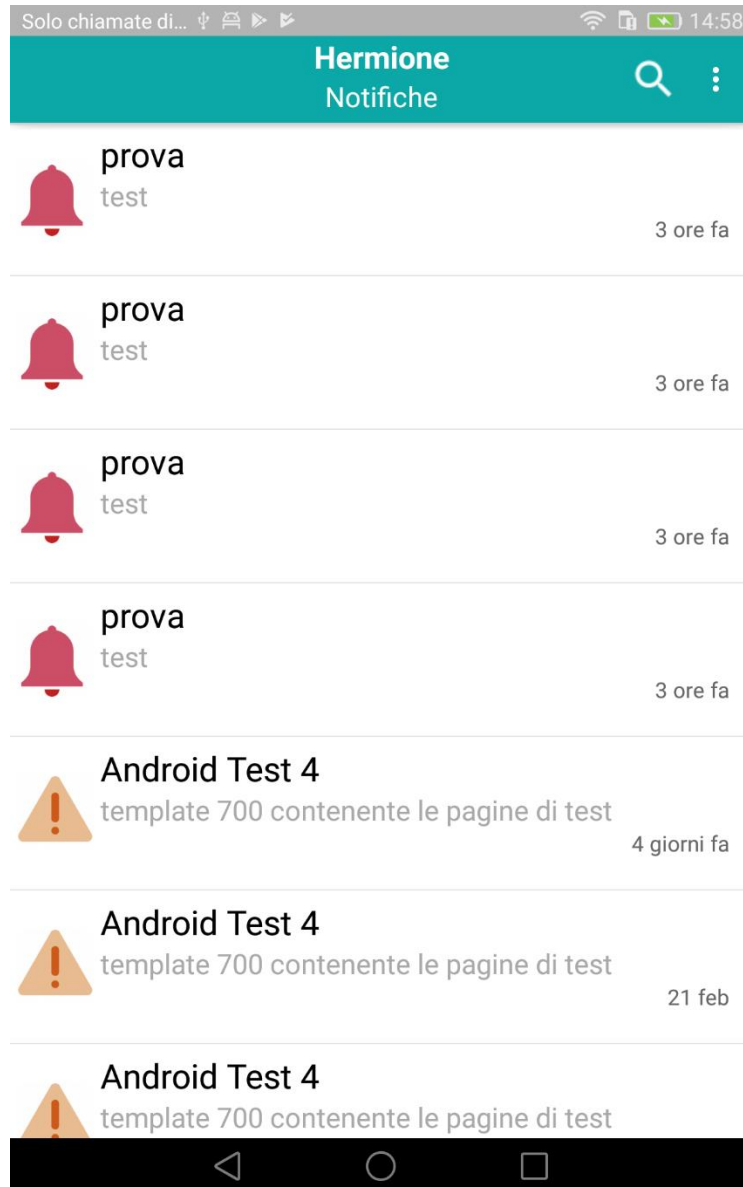 Solo chiamate di...
14:58
Hermione
Notifiche
prova
test
3 ore fa
prova
test
3 ore fa
prova
test
3 ore fa
prova
test
3 ore fa
Android Test 4
template 700 contenente le pagine di test
4 giorni fa
Android Test 4
template 700 contenente le pagine di test
21 feb
Android Test 4
template 700 contenente le pagine di test